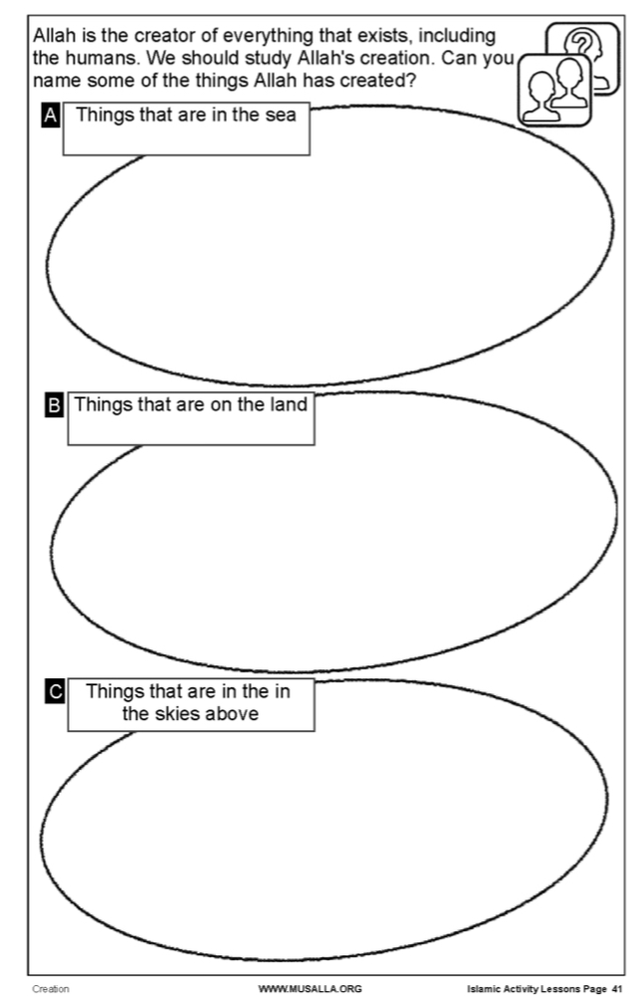 Allah is the creator of everything that exists, including
the humans. We should study Allah's creation. Can you
name some of the things Allah has created?
?
A Things that are in the sea
B Things that are on the land
C Things that are in the in
the skies above
Creation WWW.MUSALLA.ORG Islamic Activity Lessons Page 41